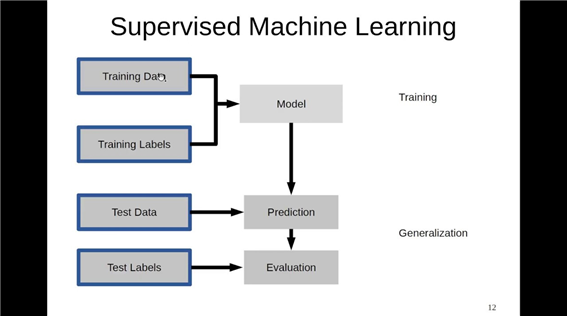 Supervised Machine Learning
Training Data
Model
Training
Training Labels
Test Data
Prediction
Generalization
Test Labels
Evaluation
12